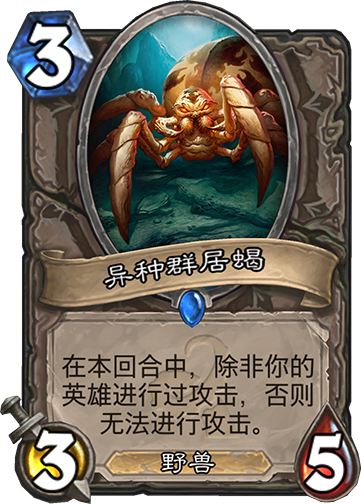 3
异种群居蝎
在本回合中，除非你的
英雄进行过攻击，否则
无法进行攻击。
3
野兽
5